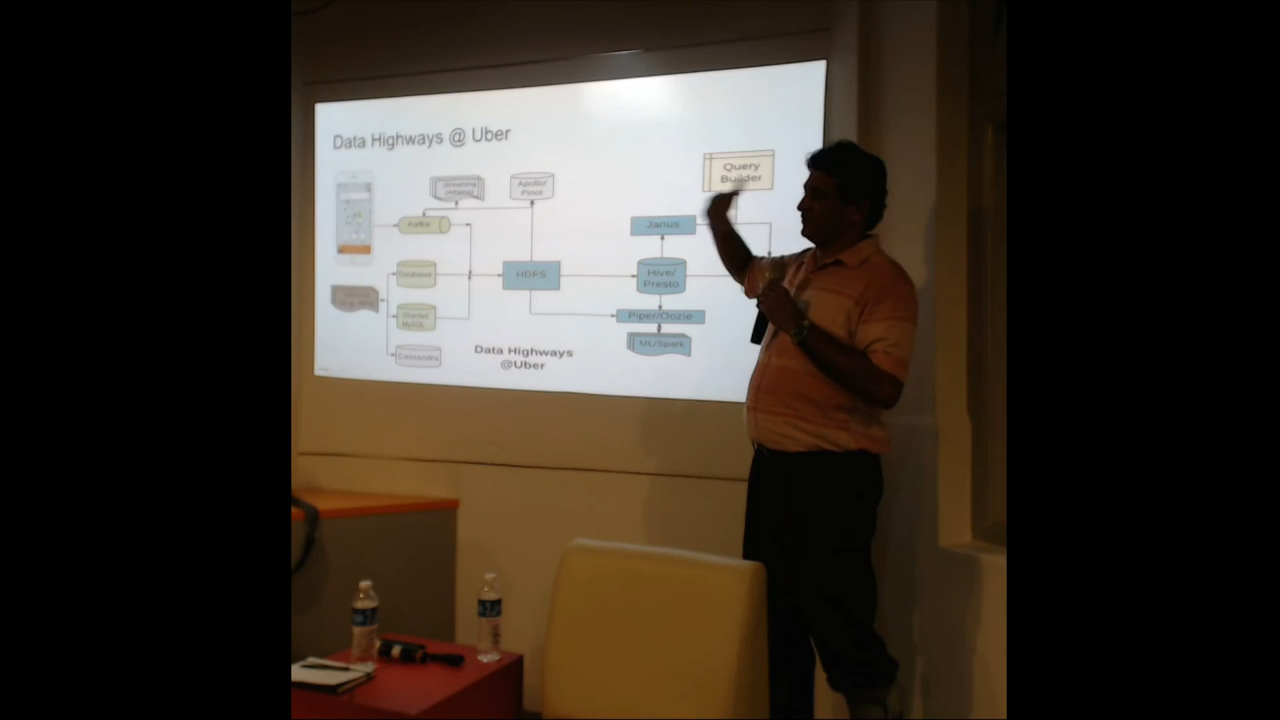 Data Highways @ Uber
Query
Builder
Streaming
Apollo/
Pinot
Kafka
Janus
HDFS
Hive/
Presto
Databases
Sharded
MySQL
Piper/Oozie
ML/Spark
Cassandra
Data Highways
@Uber